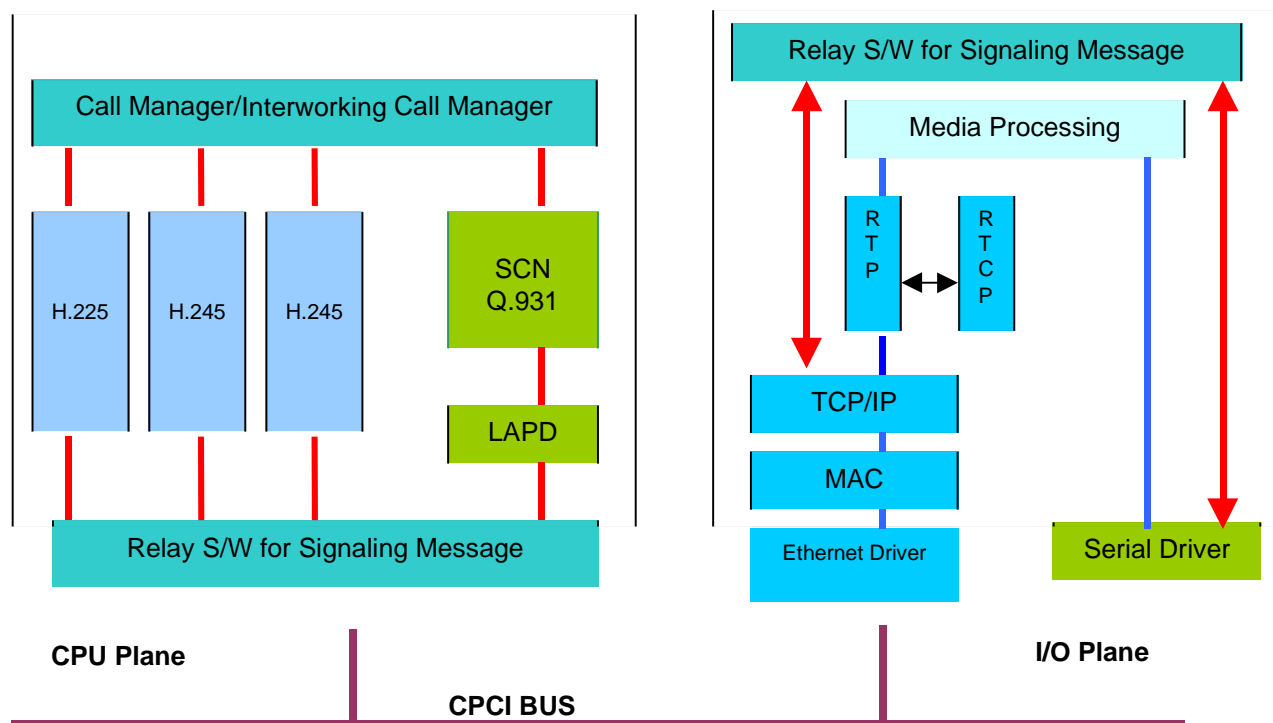 Call Manager/Interworking Call Manager
H.225
H.245
H.245
SCN
Q.931
LAPD
Relay S/W for Signaling Message
CPU Plane
Relay S/W for Signaling Message
Media Processing
R
T
P
R
T
C
P
TCP/IP
MAC
Ethernet Driver
Serial Driver
I/O Plane
CPCI BUS